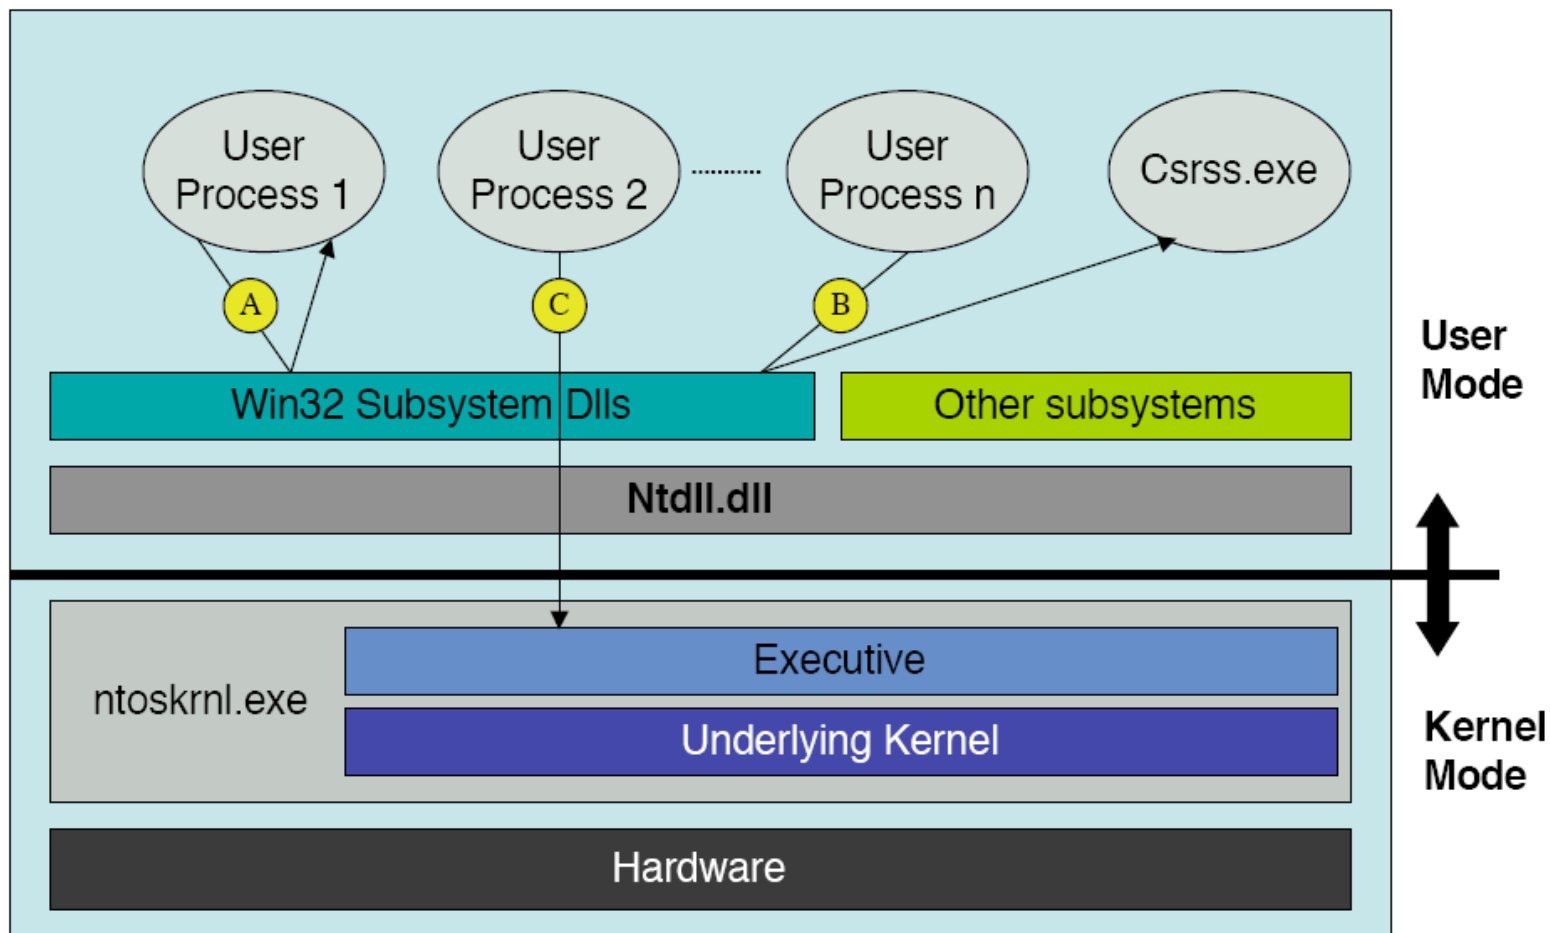 User
Process 1
User
Process 2
User
Process n
Csrss.exe
A
C
B
User
Mode
Win32 Subsystem Dlls
Other subsystems
Ntdll.dll
Executive
ntoskrnl.exe
Underlying Kernel
Kernel
Mode
Hardware